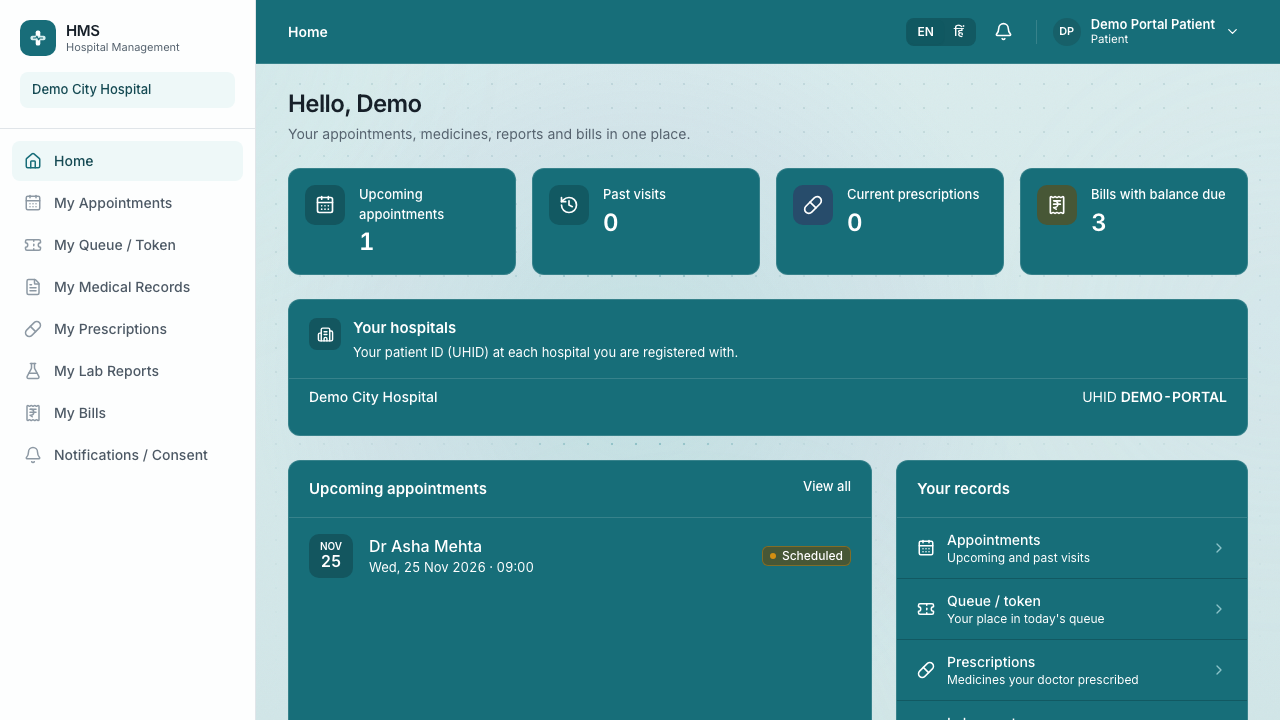 HMS
Hospital Management
Demo City Hospital
Home
My Appointments
My Queue / Token
My Medical Records
My Prescriptions
My Lab Reports
My Bills
Notifications / Consent
Home
EN
हिं
DP
Demo Portal Patient
Patient
Hello, Demo
Your appointments, medicines, reports and bills in one place.
Upcoming
appointments
1
Past visits
0
Current prescriptions
0
Bills with balance due
3
Your hospitals
Your patient ID (UHID) at each hospital you are registered with.
Demo City Hospital
UHID DEMO-PORTAL
Upcoming appointments
View all
NOV
25
Dr Asha Mehta
Wed, 25 Nov 2026 · 09:00
Scheduled
Your records
Appointments
Upcoming and past visits
Queue / token
Your place in today's queue
Prescriptions
Medicines your doctor prescribed